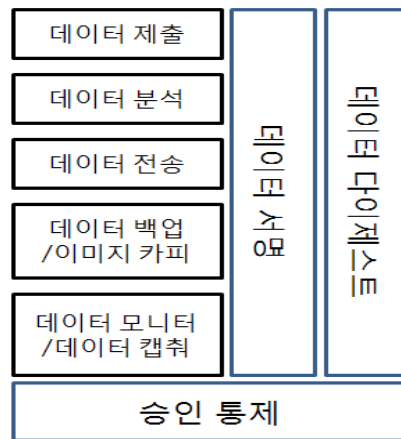 데이터 제출
데이터 분석
데이터 전송
데이터 백업
/이미지 카피
데이터 모니터
/데이터 캡춰
데이터 서명
데이터 다이제스트
승인 통제